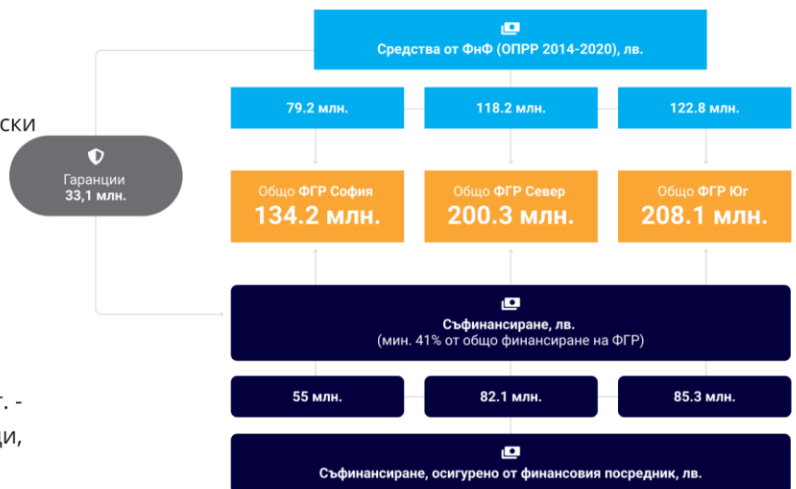 Средства от ФнФ (ОПРР 2014-2020), лв.
79.2 млн.
118.2 млн.
122.8 млн.
ски
Гаранции
33,1 млн.
Общо ФГР София
134.2 млн.
Общо ФГР Север
200.3 млн.
Общо ФГР Юг
208.1 млн.
Съфинансиране, лв.
(мин. 41% от общо финансиране на ФГР)
55 млн.
82.1 млн.
85.3 млн.
Съфинансиране, осигурено от финансовия посредник, лв.